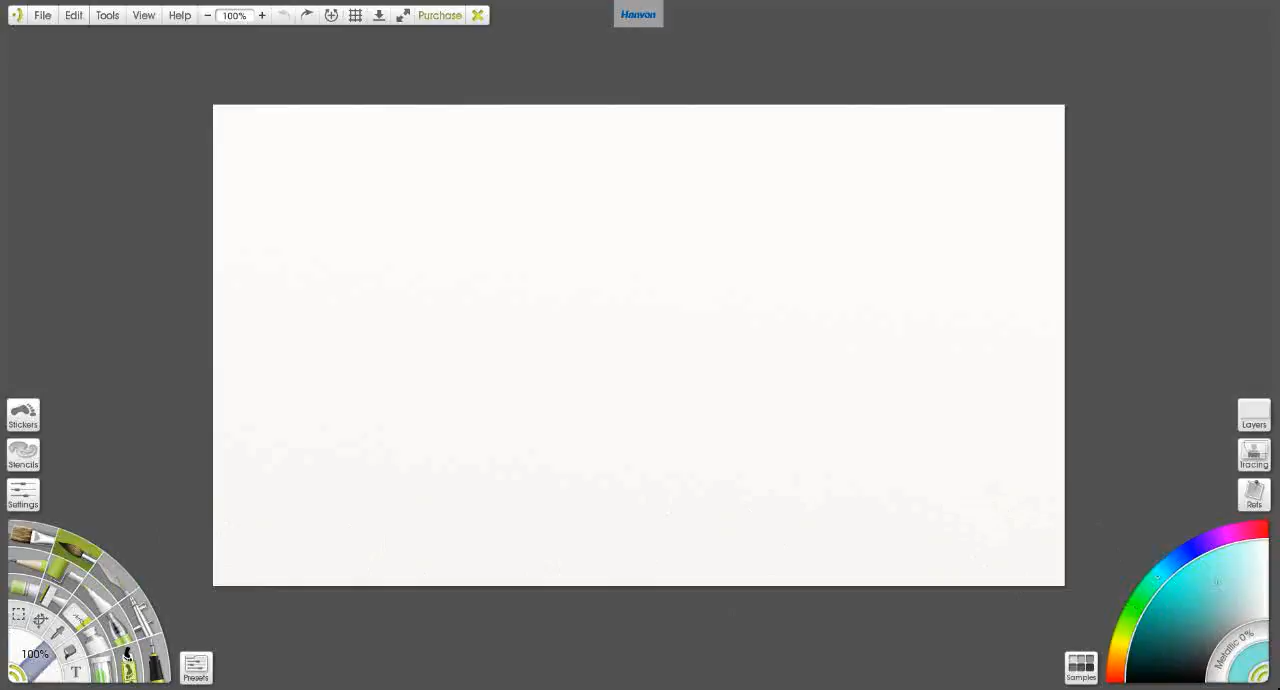 File Edit Tools View Help − 100% + Purchase
Hanvon
Stickers
Stencils
Settings
100%
T
Presets
Layers
Tracing
Refs
Metallic 0%
Samples